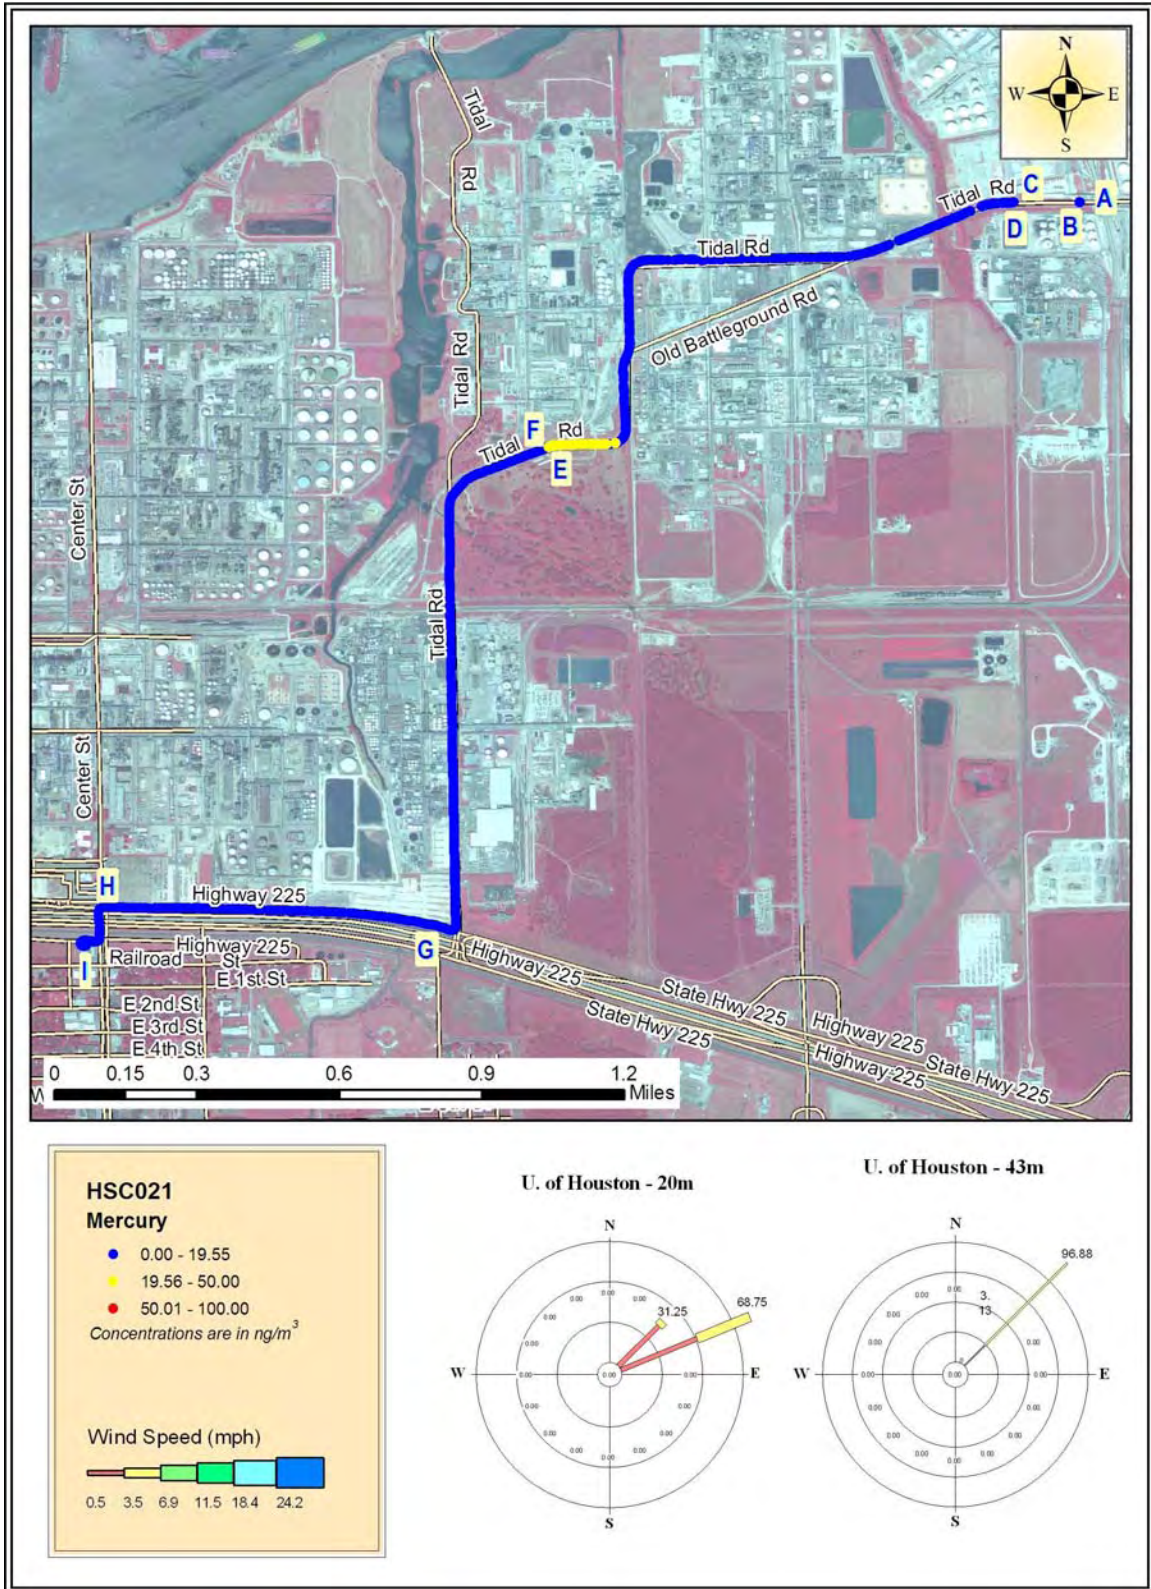 N
W
E
S
Tidal
Rd
Tidal Rd
C
A
D
B
Tidal Rd
Old Battleground Rd
Tidal Rd
F
Rd
Tidal
E
Center St
Tidal Rd
Center St
H
Highway 225
G
I
Highway 225
Railroad St
E 1st St
E 2nd St
E 3rd St
E 4th St
Highway 225
State Hwy 225
State Hwy 225
Highway 225
Highway 225
State Hwy 225
0 0.15 0.3 0.6 0.9 1.2
Miles
HSC021
Mercury
0.00 - 19.55
19.56 - 50.00
50.01 - 100.00
Concentrations are in ng/m³
Wind Speed (mph)
0.5 3.5 6.9 11.5 18.4 24.2
U. of Houston - 20m
N
W
E
S
31.25
68.75
0.00
U. of Houston - 43m
N
W
E
S
96.88
3.
13
0.00